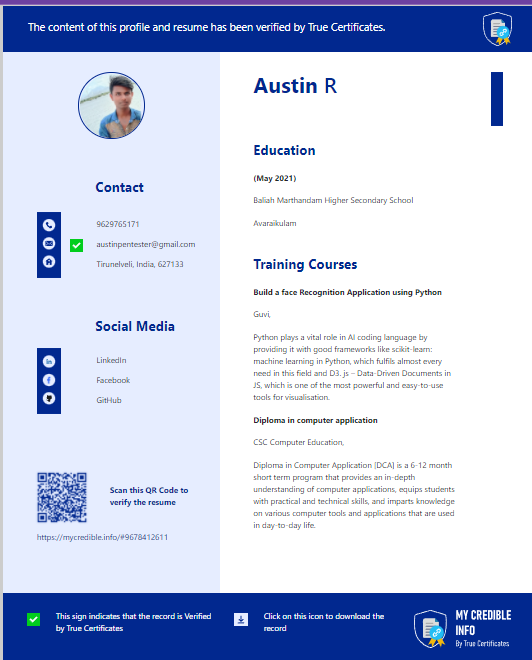 The content of this profile and resume has been verified by True Certificates.
Contact
9629765171
austinpentester@gmail.com
Tirunelveli, India, 627133
Social Media
LinkedIn
Facebook
GitHub
Scan this QR Code to
verify the resume
https://mycredible.info/#9678412611
Austin R
Education
(May 2021)
Baliah Marthandam Higher Secondary School
Avaraikulam
Training Courses
Build a face Recognition Application using Python
Guvi,
Python plays a vital role in AI coding language by
providing it with good frameworks like scikit-learn:
machine learning in Python, which fulfils almost every
need in this field and D3. js – Data-Driven Documents in
JS, which is one of the most powerful and easy-to-use
tools for visualisation.
Diploma in computer application
CSC Computer Education,
Diploma in Computer Application (DCA) is a 6-12 month
short term program that provides an in-depth
understanding of computer applications, equips students
with practical and technical skills, and imparts knowledge
on various computer tools and applications that are used
in day-to-day life.
This sign indicates that the record is Verified
by True Certificates
Click on this icon to download the
record
MY CREDIBLE
INFO
By True Certificates